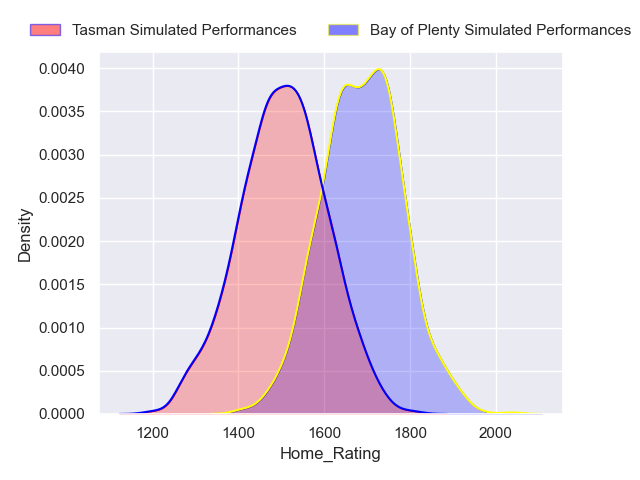 Tasman Simulated Performances Bay of Plenty Simulated Performances
0.0040
0.0035
0.0030
0.0025
0.0020
0.0015
0.0010
0.0005
0.0000
Density
1200 1400 1600 1800 2000
Home_Rating